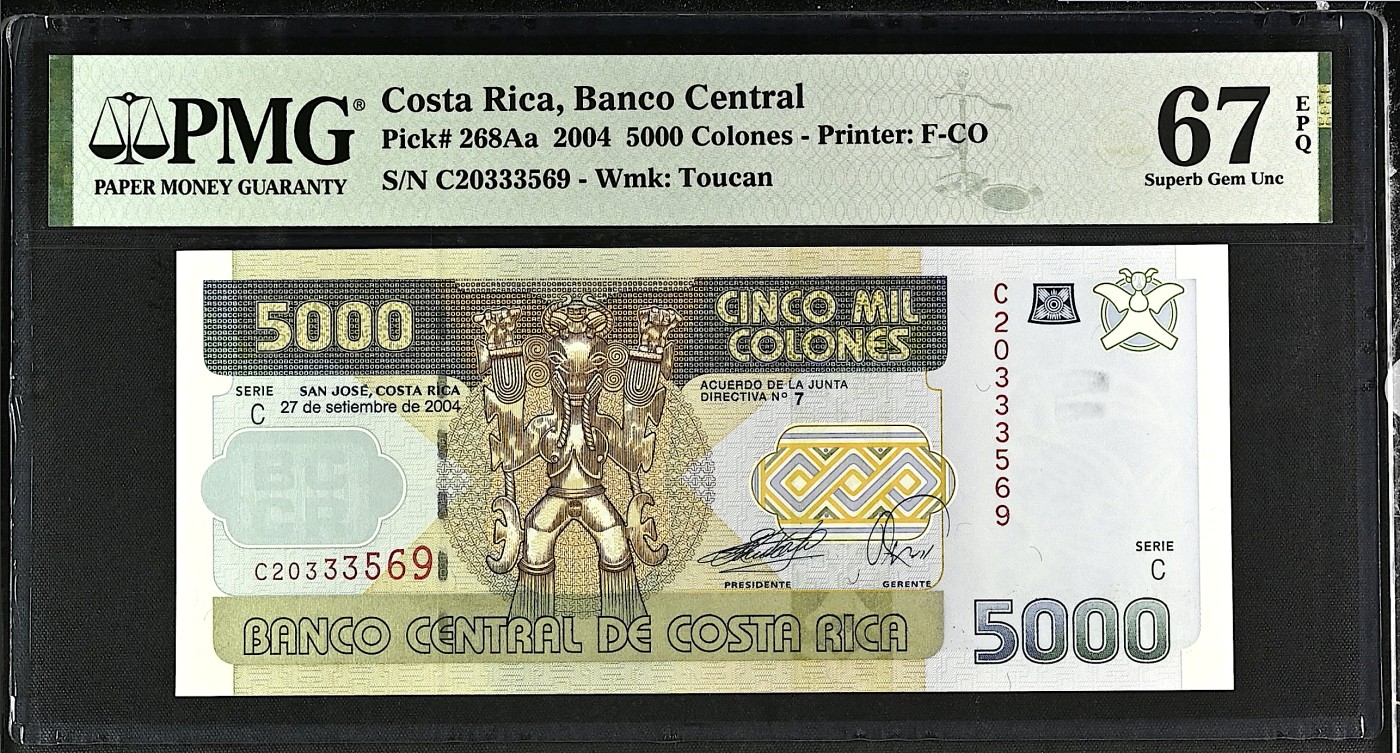 PMG®
PAPER MONEY GUARANTY
Costa Rica, Banco Central
Pick# 268Aa 2004 5000 Colones - Printer: F-CO
S/N C20333569 - Wmk: Toucan
67
EPQ
Superb Gem Unc
5000
CINCO MIL
COLONES
SERIE
C
SAN JOSÉ, COSTA RICA
27 de setiembre de 2004
ACUERDO DE LA JUNTA
DIRECTIVA Nº 7
C20333569
BC
CR
C20333569
PRESIDENTE
GERENTE
SERIE
C
BANCO CENTRAL DE COSTA RICA
5000